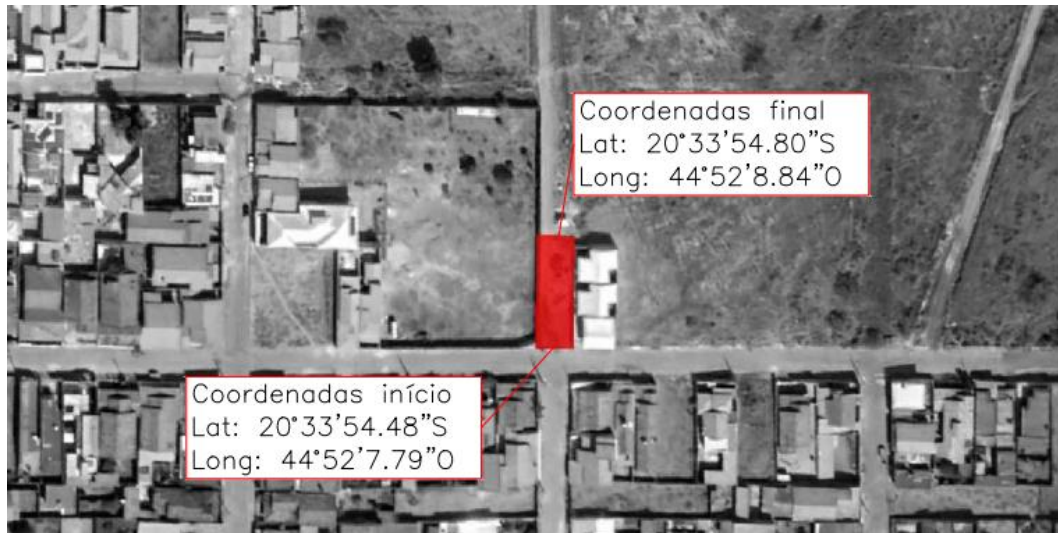 Coordenadas final
Lat: 20°33'54.80"S
Long: 44°52'8.84"O
Coordenadas início
Lat: 20°33'54.48"S
Long: 44°52'7.79"O